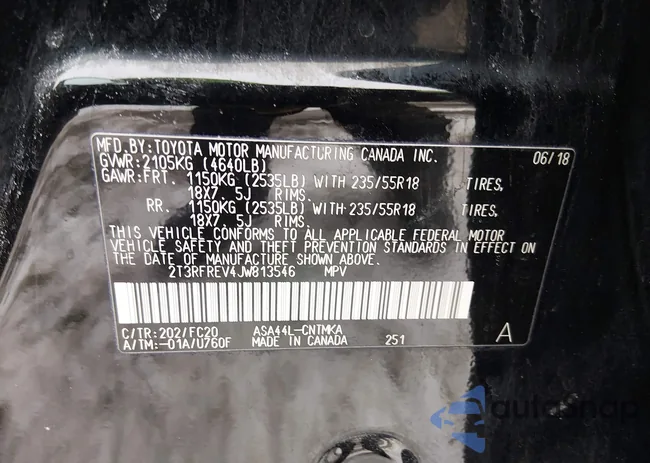 MFD. BY: TOYOTA MOTOR MANUFACTURING CANADA INC. 06/18
GVWR: 2105KG (4640LB)
GAWR: FRT. 1150KG (2535LB) WITH 235/55R18 TIRES,
18X7. 5J RIMS.
RR. 1150KG (2535LB) WITH 235/55R18 TIRES,
18X7. 5J RIMS.
THIS VEHICLE CONFORMS TO ALL APPLICABLE FEDERAL MOTOR
VEHICLE SAFETY AND THEFT PREVENTION STANDARDS IN EFFECT ON
THE DATE OF MANUFACTURE SHOWN ABOVE.
2T3RFREV4JW813546 MPV
C/TR: 202/FC20 ASA44L-CNTMKA
A/TM: -01A/U760F MADE IN CANADA 251 A
autosnap